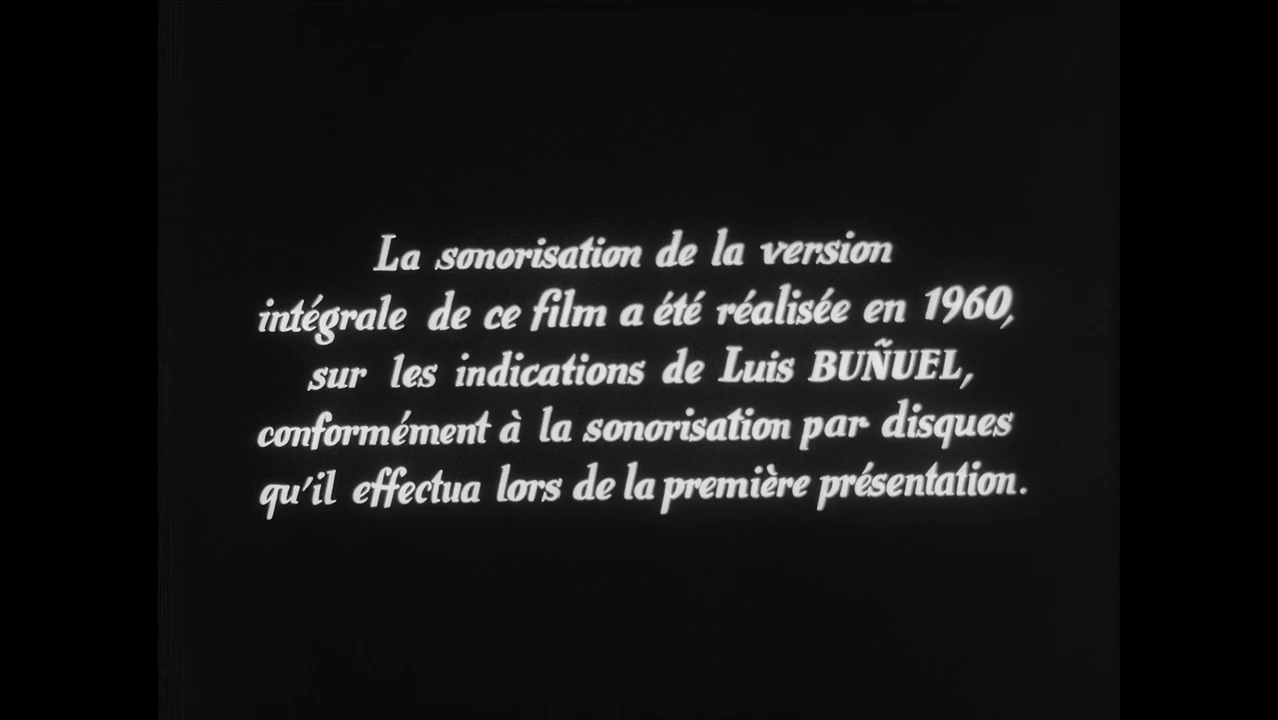 La sonorisation de la version
intégrale de ce film a été réalisée en 1960,
sur les indications de Luis BUÑUEL,
conformément à la sonorisation par disques
qu'il effectua lors de la première présentation.